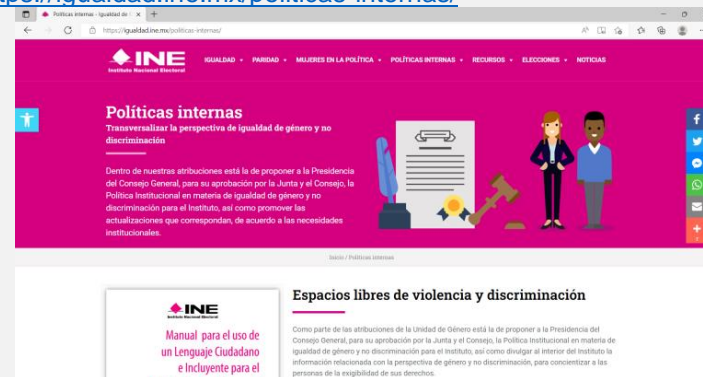 tps://igualdad.ine.mx/politicas-internas/
Políticas internas - Igualdad de
https://igualdad.ine.mx/politicas-internas/
INE
Instituto Nacional Electoral
IGUALDAD
PARIDAD
MUJERES EN LA POLÍTICA
POLÍTICAS INTERNAS
RECURSOS
ELECCIONES
NOTICIAS
Políticas internas
Transversalizar la perspectiva de igualdad de género y no
discriminación
Dentro de nuestras atribuciones está la de proponer a la Presidencia
del Consejo General, para su aprobación por la Junta y el Consejo, la
Política Institucional en materia de igualdad de género y no
discriminación para el Instituto, así como promover las
actualizaciones que correspondan, de acuerdo a las necesidades
institucionales.
Inicio / Políticas internas
INE
Instituto Nacional Electoral
Manual para el uso de
un Lenguaje Ciudadano
e Incluyente para el
Espacios libres de violencia y discriminación
Como parte de las atribuciones de la Unidad de Género está la de proponer a la Presidencia del
Consejo General, para su aprobación por la Junta y el Consejo, la Política Institucional en materia de
igualdad de género y no discriminación para el Instituto, así como divulgar al interior del Instituto la
información relacionada con la perspectiva de género y no discriminación, para concientizar a las
personas de la exigibilidad de sus derechos.